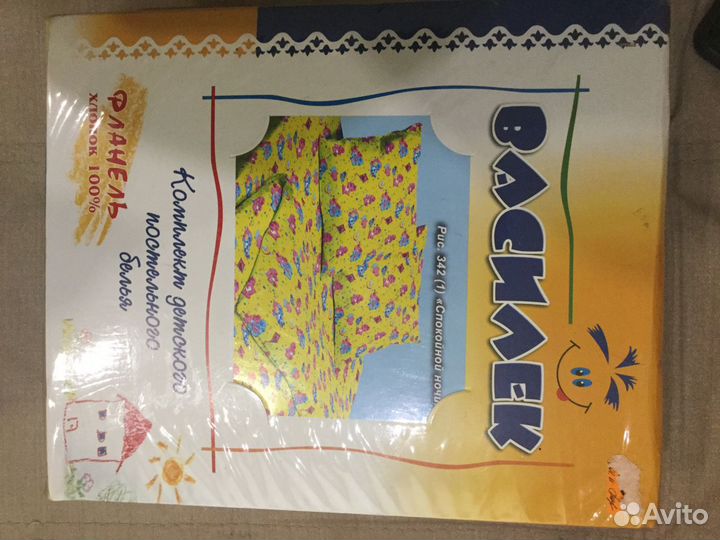 ВАСИЛЕК
Рис. 342 (1) «Спокойной ночи
Комплект детского
постельного
белья
ФЛАНЕЛЬ
хлопок 100%
Avito